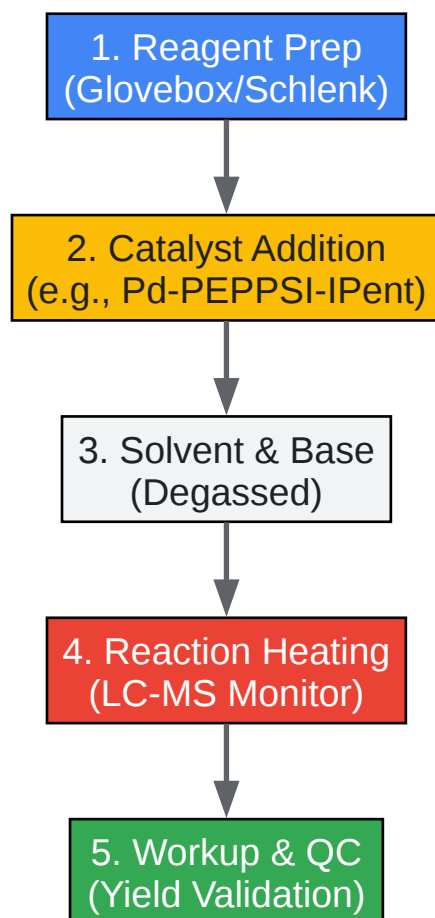 1. Reagent Prep
(Glovebox/Schlenk)
2. Catalyst Addition
(e.g., Pd-PEPPSI-IPent)
3. Solvent & Base
(Degassed)
4. Reaction Heating
(LC-MS Monitor)
5. Workup & QC
(Yield Validation)